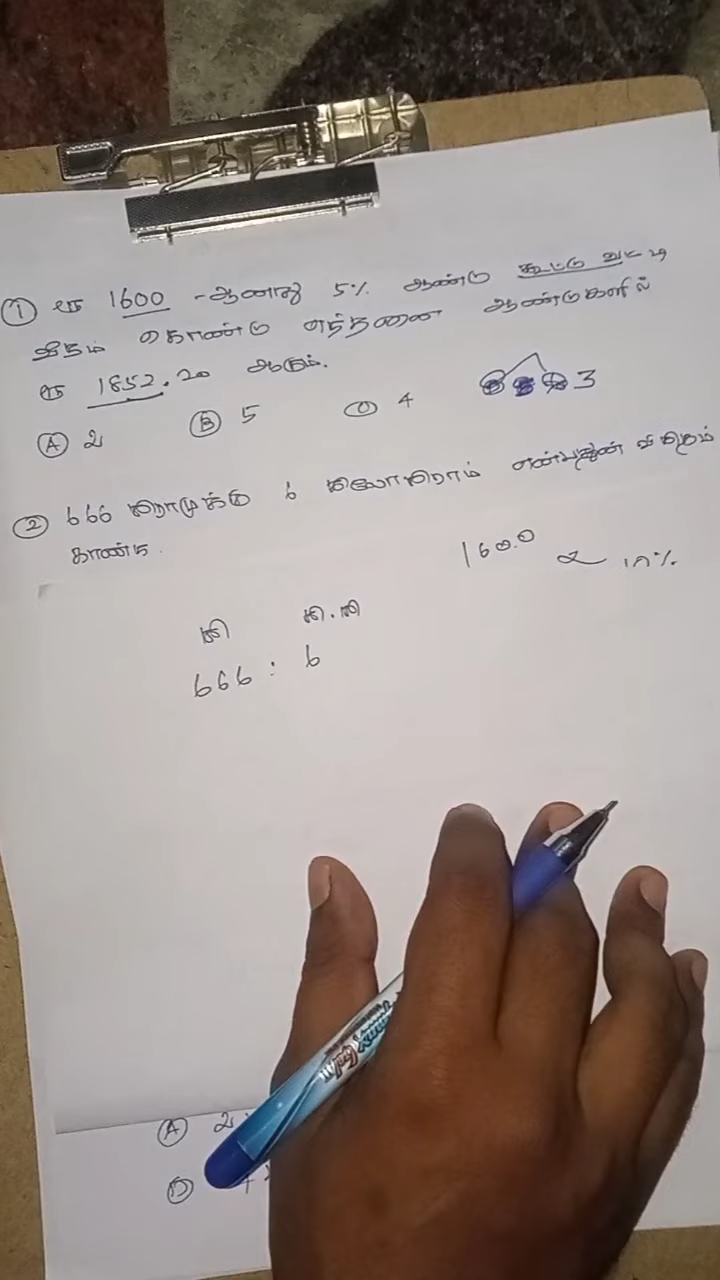 ① ரூ 1600 -ஆனது 5% ஆண்டு கூட்டு வட்டி
வீதம் கொண்டு எத்தனை ஆண்டுகளில்
ரூ 1852.20 ஆகும்.
Ⓐ 2 Ⓑ 5 Ⓒ 4 3
② 666 கிராமுக்கு 6 கிலோகிராம் என்பதன் விகிதம்
காண்க.
1600
கி கி.கி
666 : 6
Ⓐ 2
Ⓓ